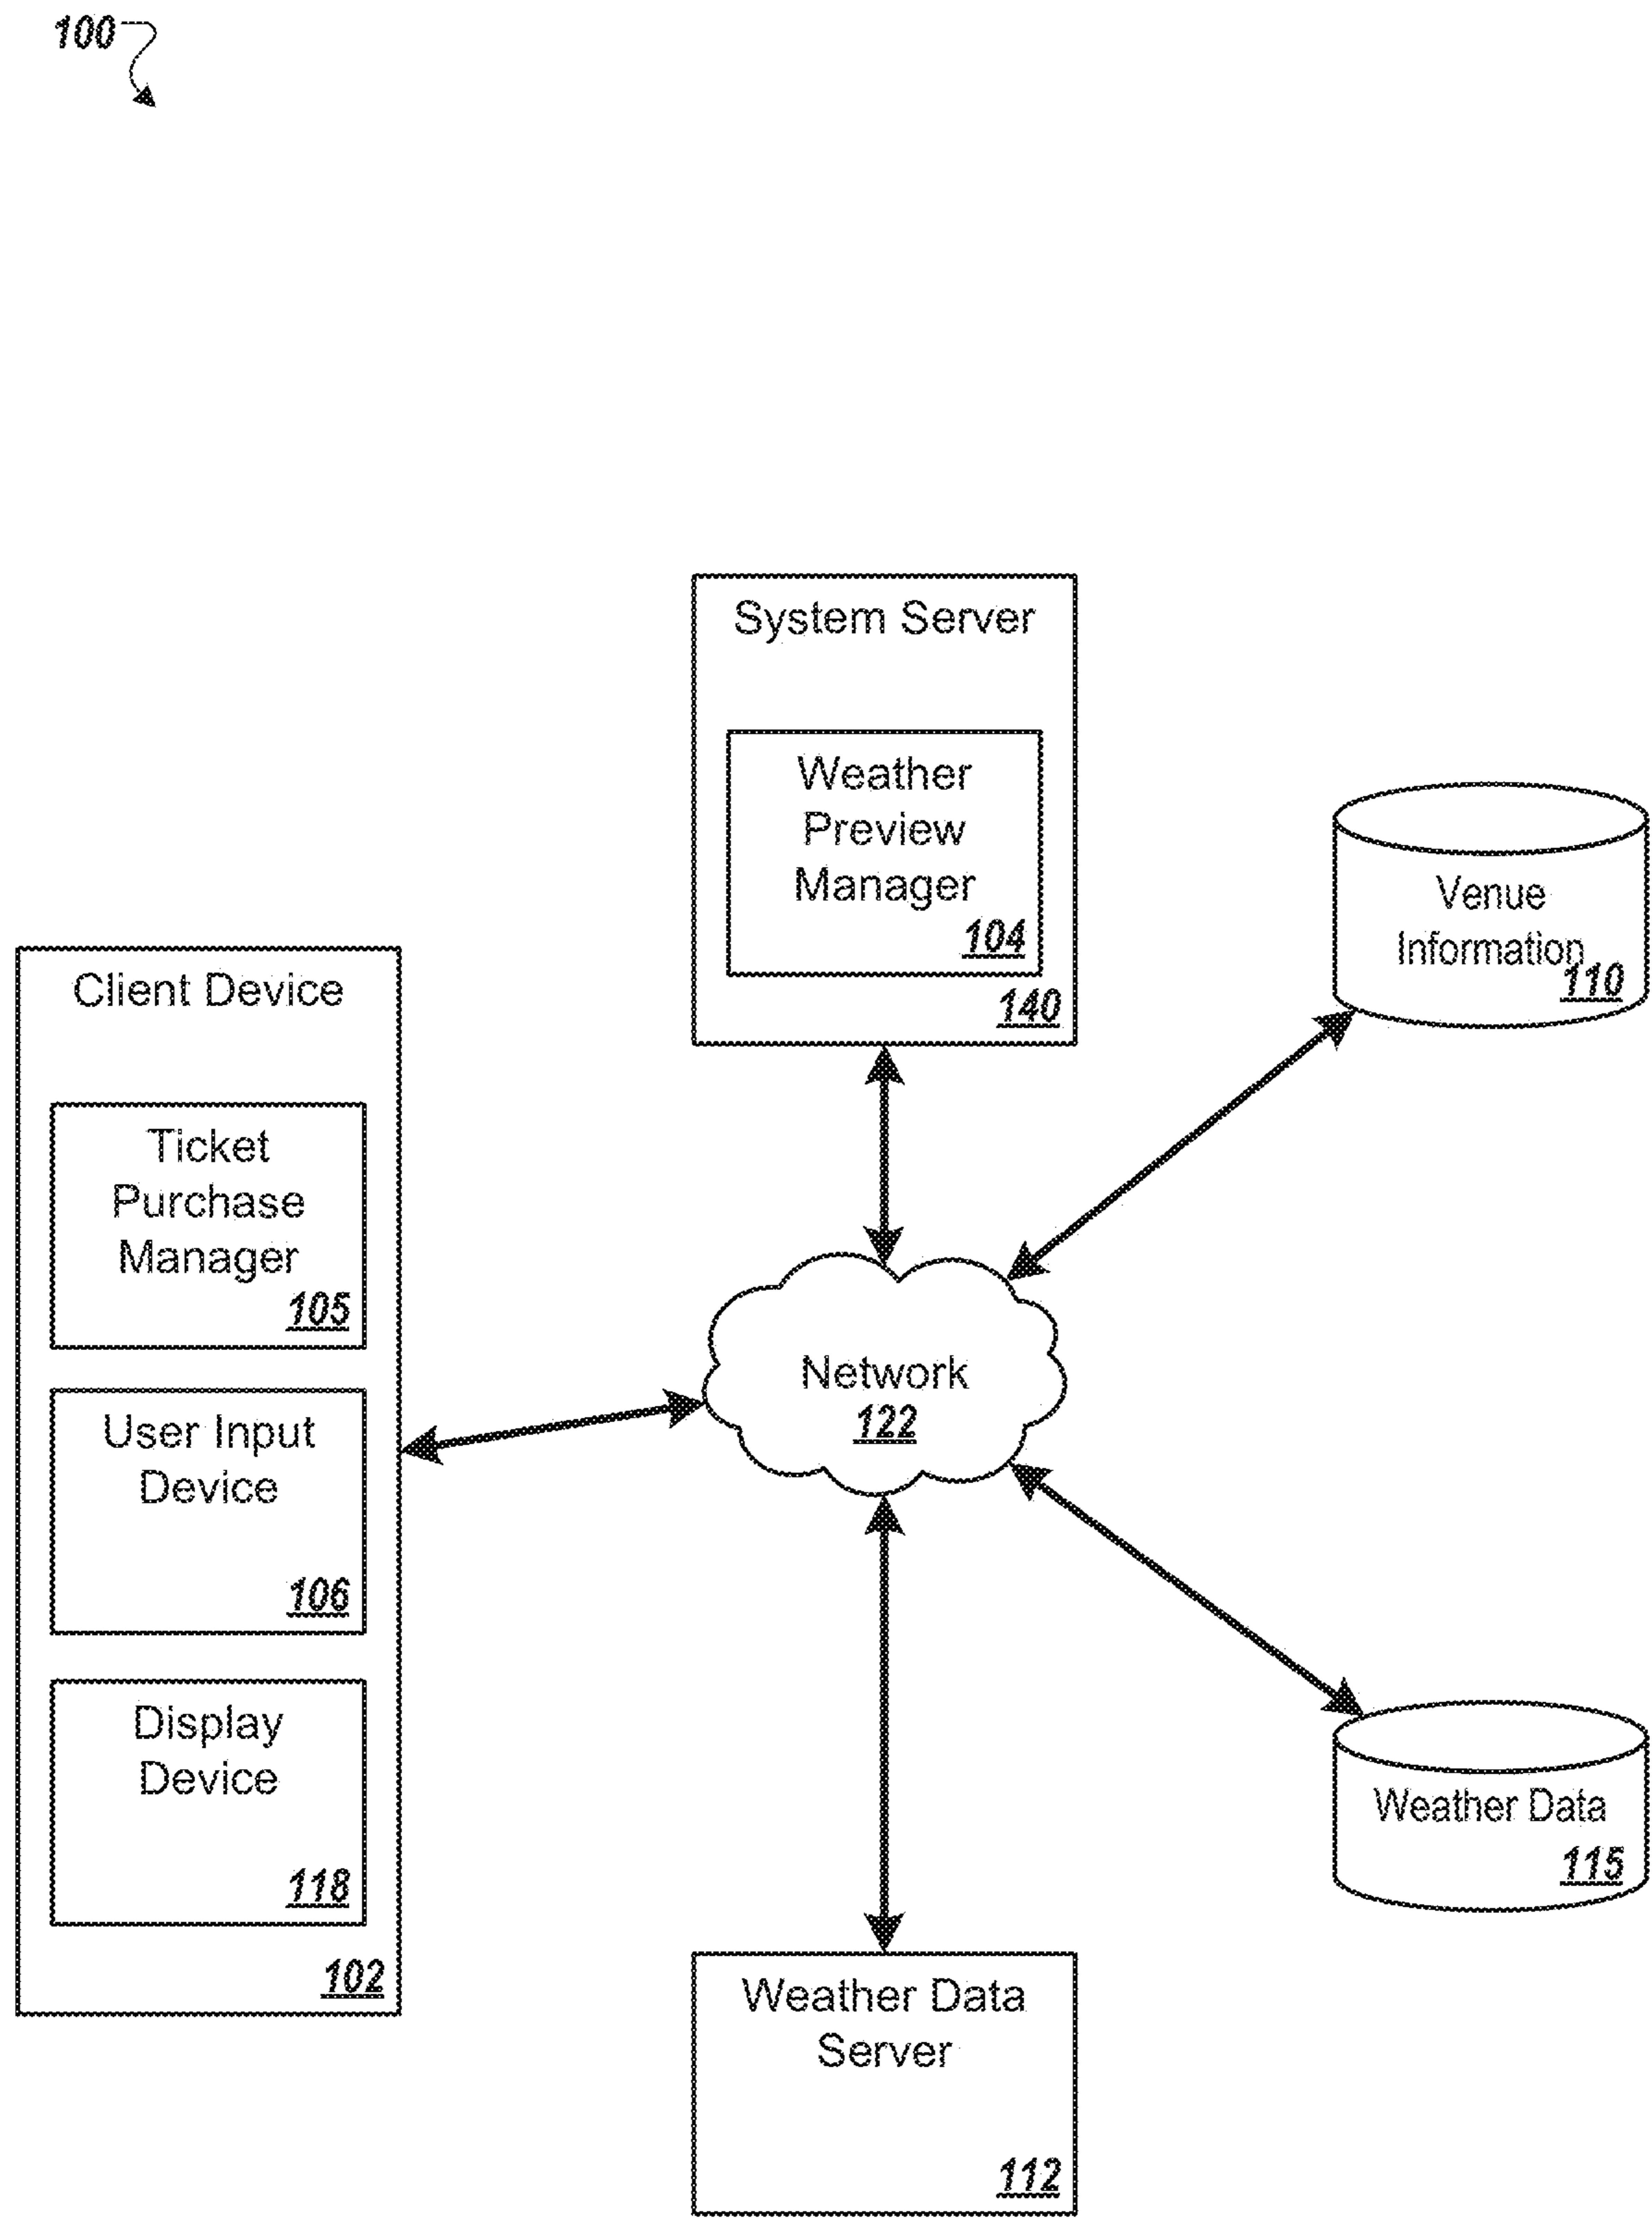 100
System Server
Weather
Preview
Manager
104
140
Venue
Information
110
Client Device
Ticket
Purchase
Manager
105
User Input
Device
106
Display
Device
118
102
Network
122
Weather Data
115
Weather Data
Server
112